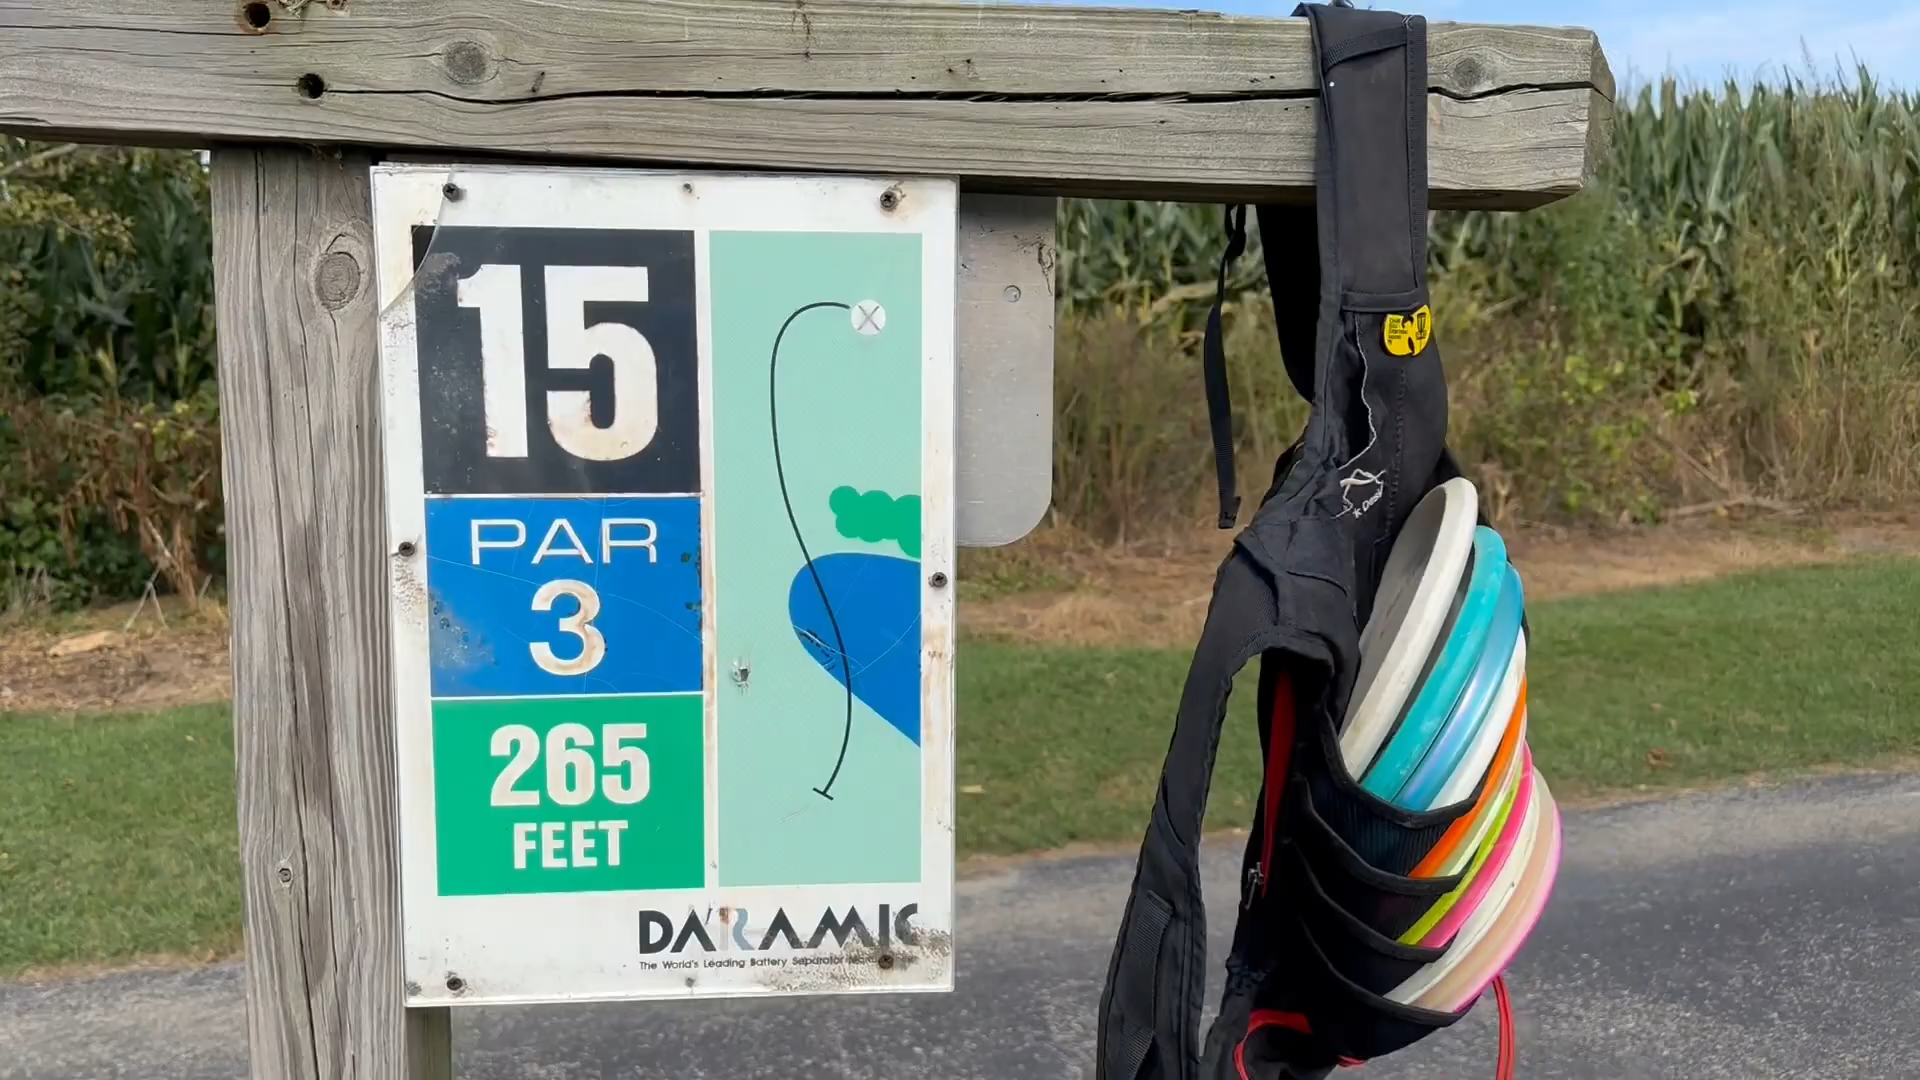 15
PAR
3
265
FEET
DARAMIC
The World's Leading Battery Separator